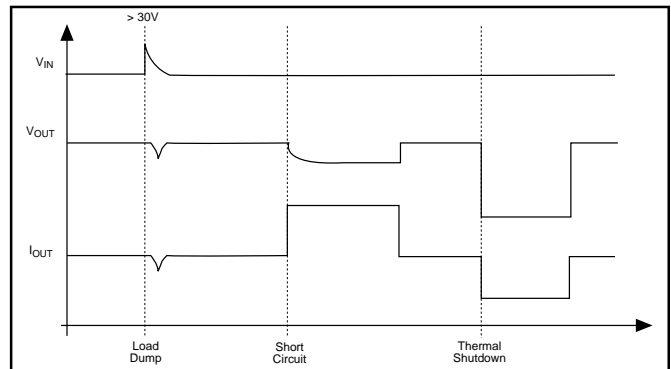 > 30V
VIN
VOUT
IOUT
Load
Dump
Short
Circuit
Thermal
Shutdown